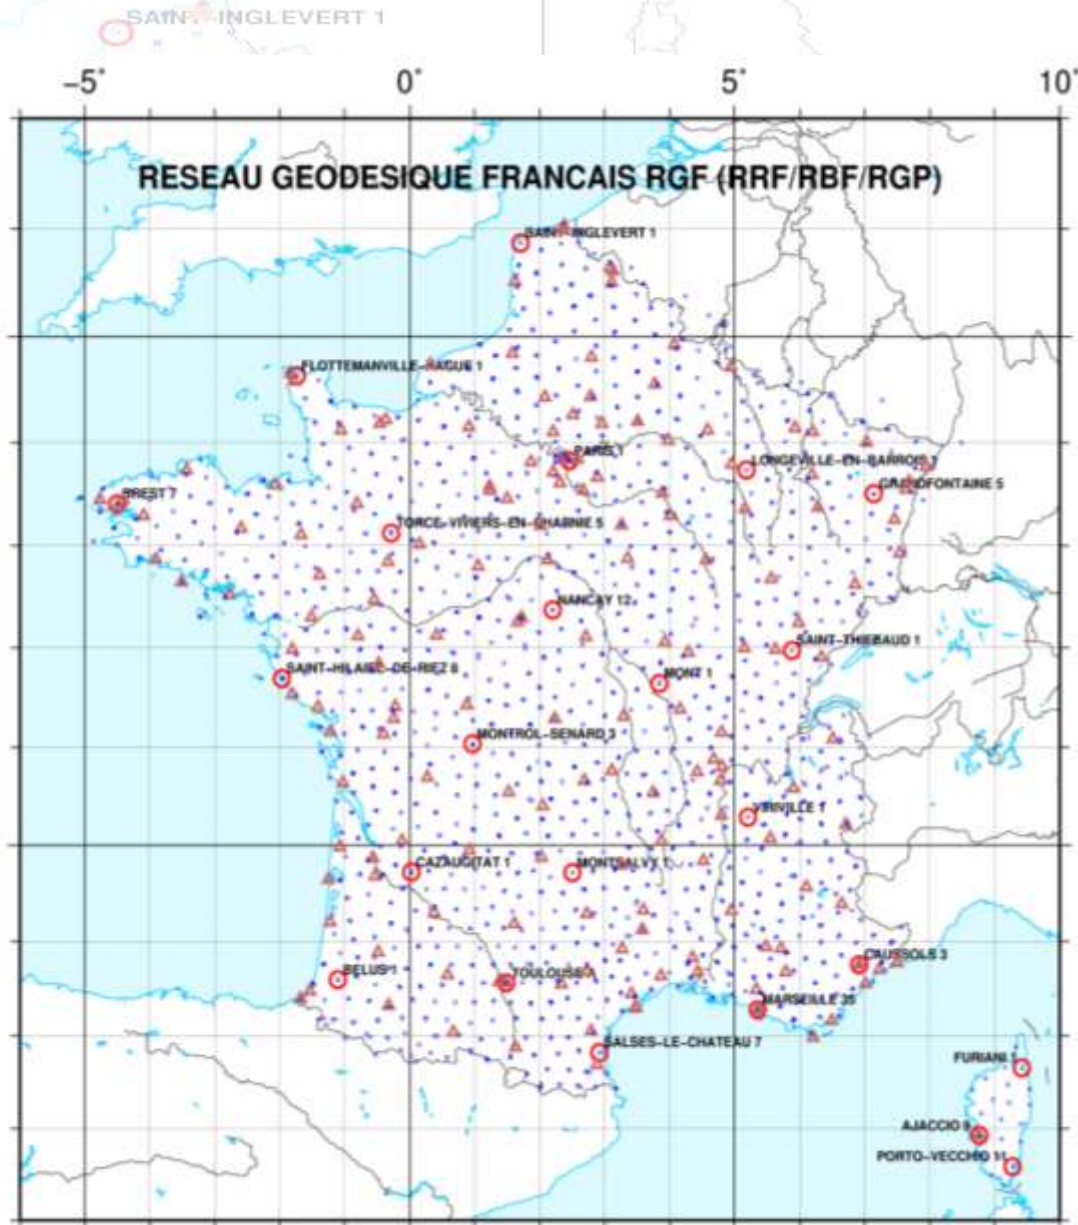 SAINT-INGLEVERT 1
-5° 0° 5° 10°
RESEAU GEODESIQUE FRANCAIS RGF (RRF/RBF/RGP)
SAINT-INGLEVERT 1
FLOTTEMANVILLE-HAGUE 1
PARIS 1
LONGEVILLE-EN-BARROIS 1
GRANDFONTAINE 5
BREST 7
TORCE-VIVIERS-EN-CHARNIE 5
NANCAY 12
SAINT-THIEBAUD 1
SAINT-HILAIRE-DE-RIEZ 8
MONT 1
MONTROL-SENARD 3
VIRIVILLE 1
CAZAUGITAT 1
MONTSALVY 1
CAUSSOLS 3
BELUS 1
TOULOUSE
MARSEILLE 35
SALSES-LE-CHATEAU 7
FURIANI 1
AJACCIO 9
PORTO-VECCHIO 11